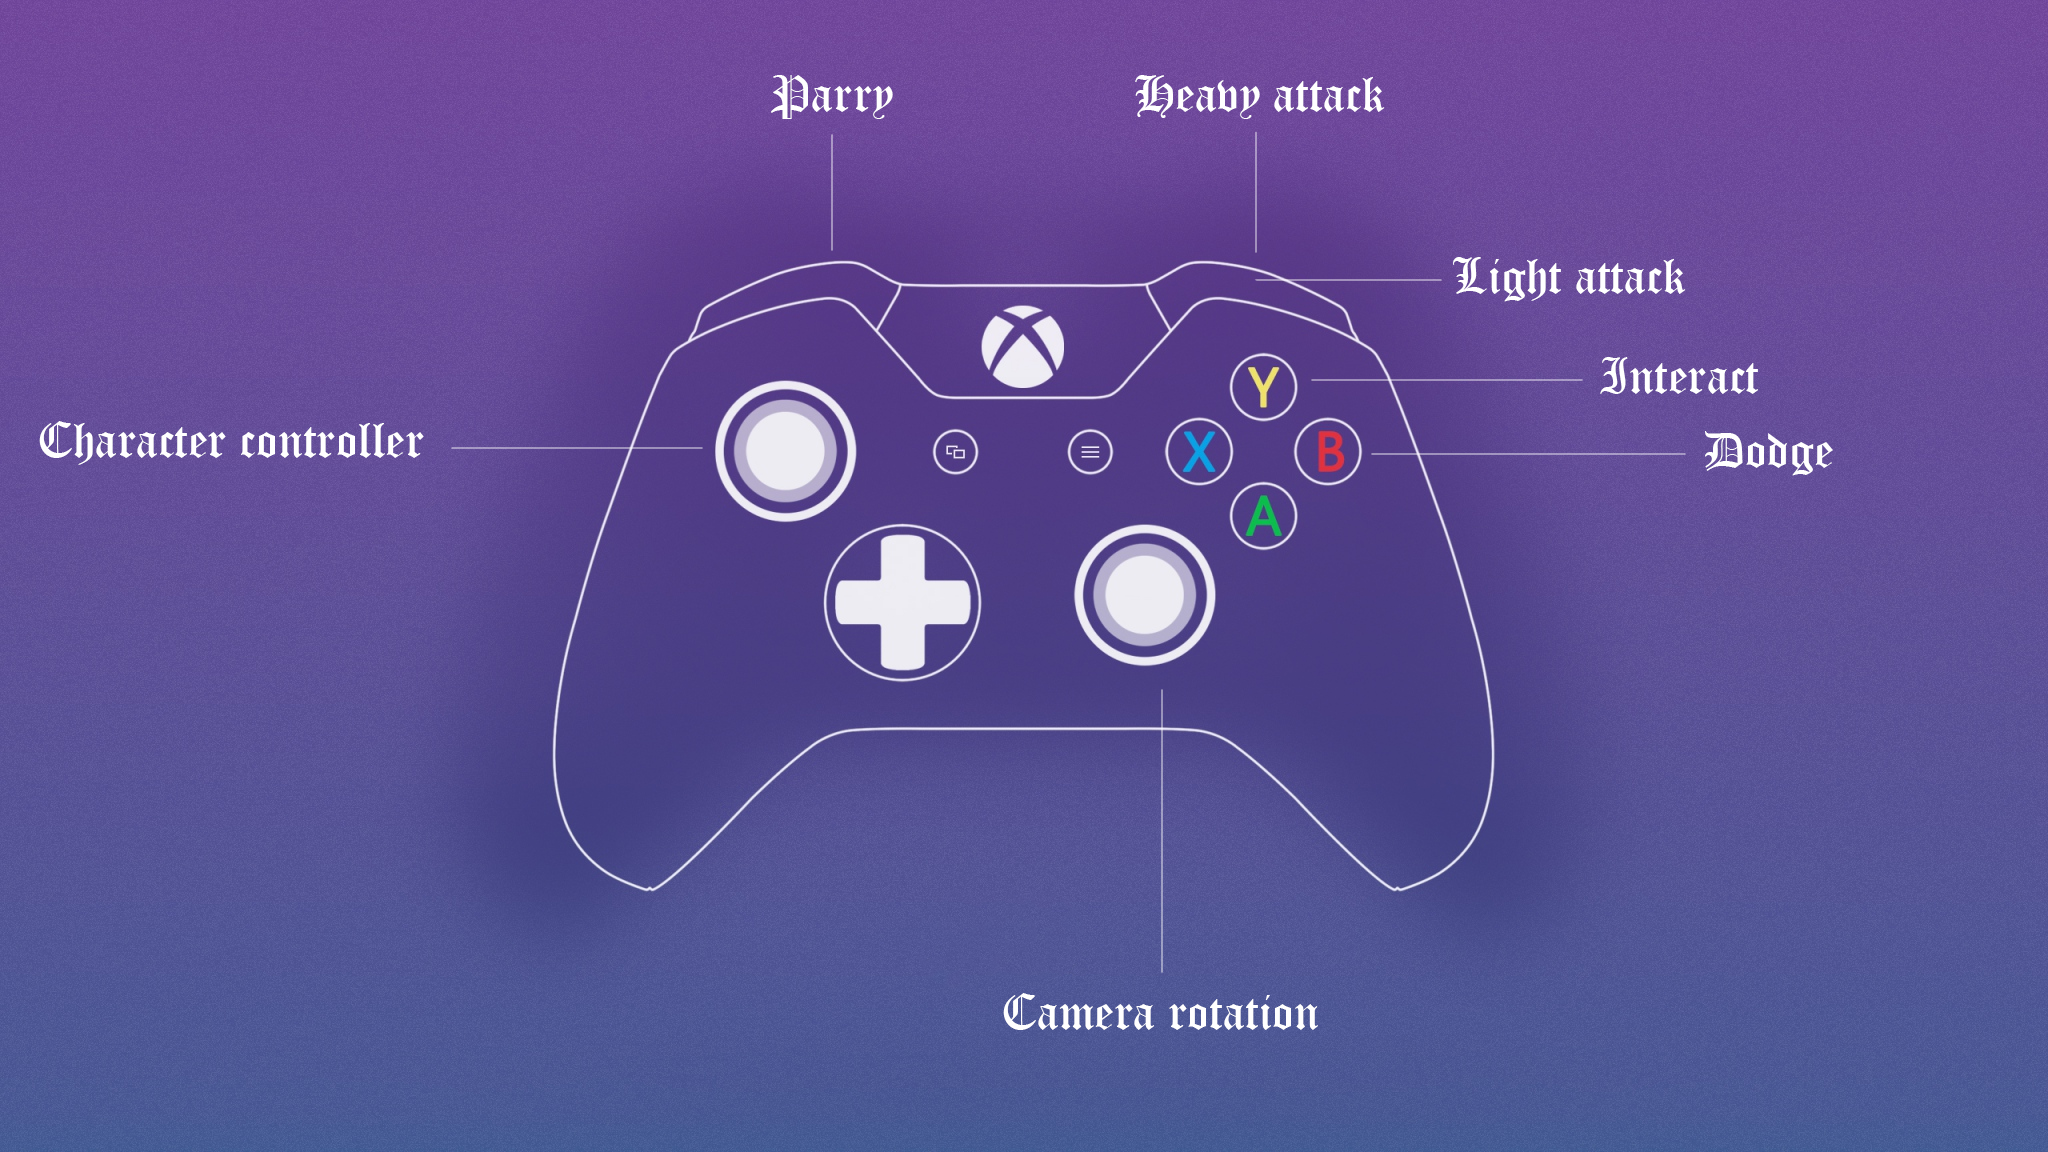 Parry
Heavy attack
Light attack
Interact
Character controller
Dodge
Y
X
B
A
Camera rotation